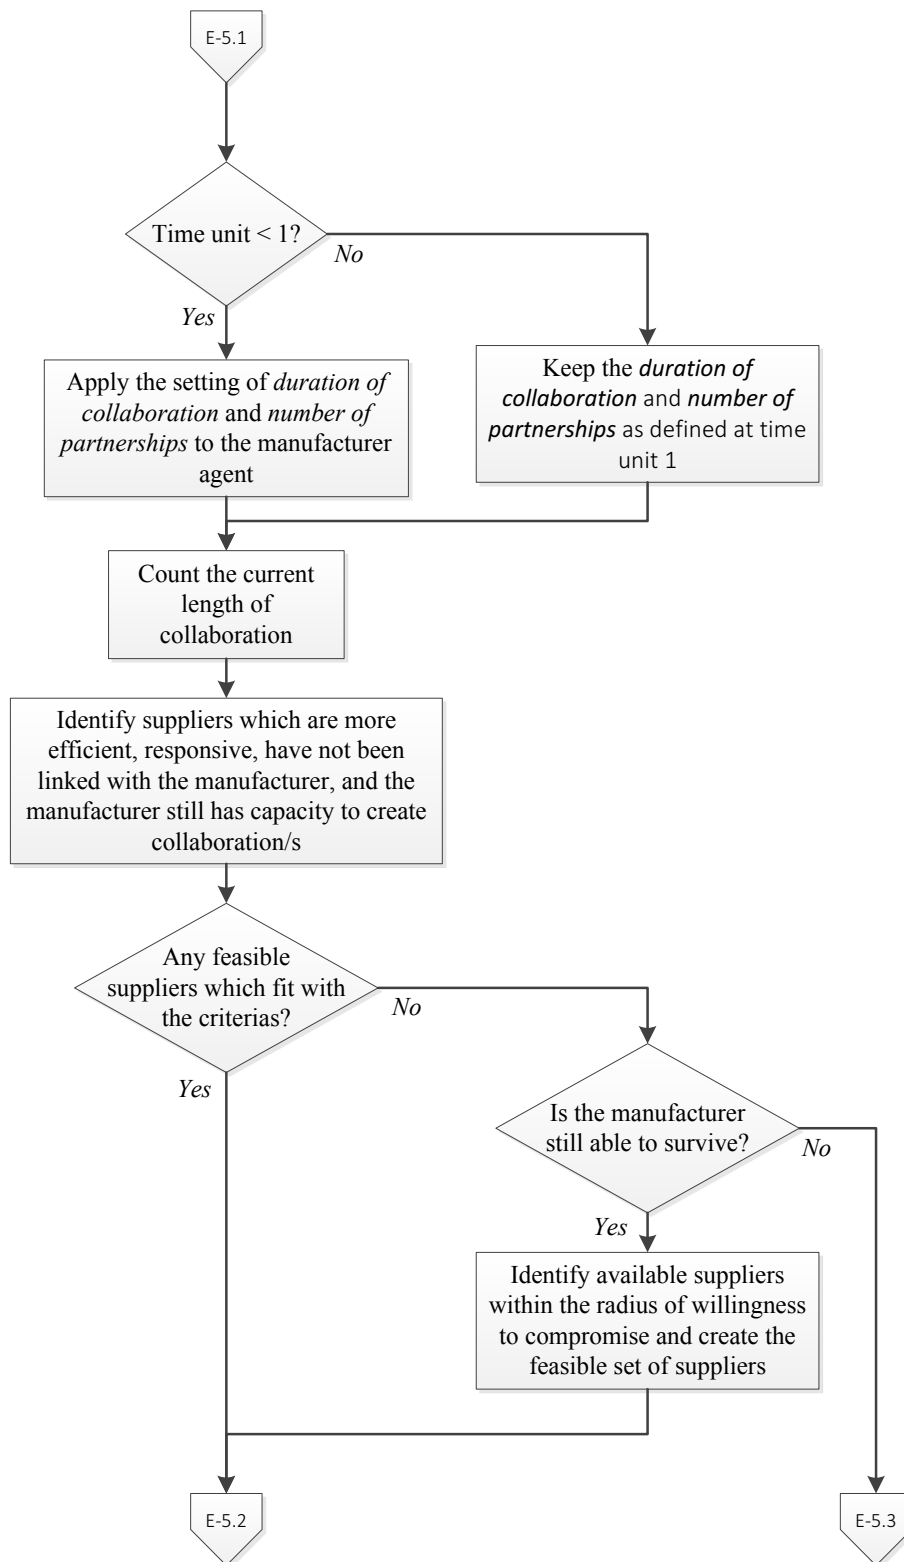 E-5.1
Time unit < 1?
No
Yes
Apply the setting of duration of
collaboration and number of
partnerships to the manufacturer
agent
Keep the duration of
collaboration and number of
partnerships as defined at time
unit 1
Count the current
length of
collaboration
Identify suppliers which are more
efficient, responsive, have not been
linked with the manufacturer, and the
manufacturer still has capacity to create
collaboration/s
Any feasible
suppliers which fit with
the criterias?
No
Yes
Is the manufacturer
still able to survive?
No
Yes
Identify available suppliers
within the radius of willingness
to compromise and create the
feasible set of suppliers
E-5.2
E-5.3